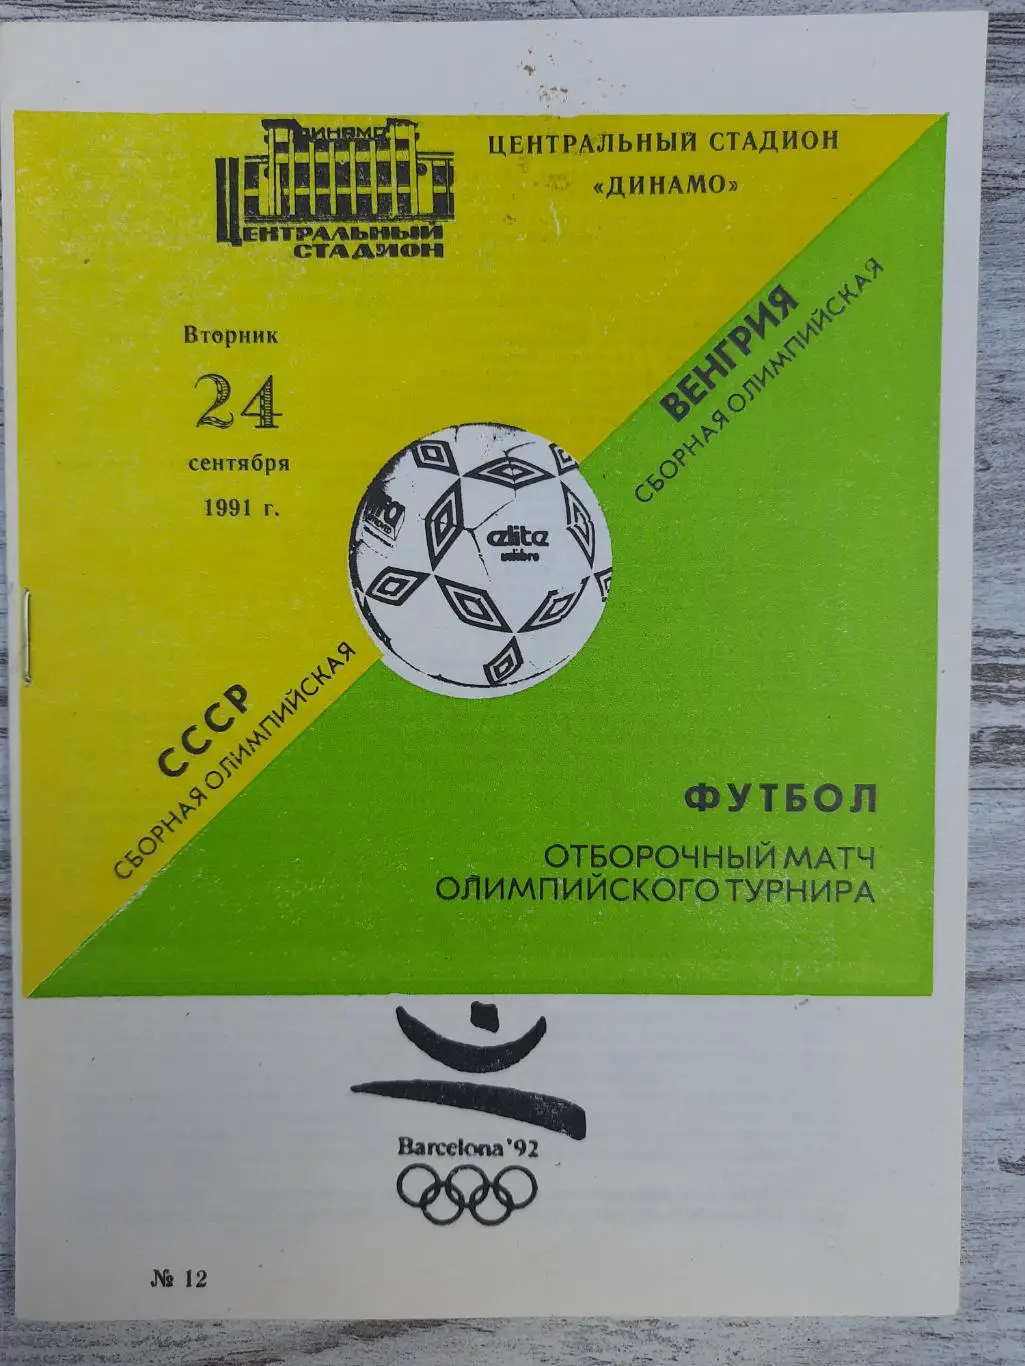 ДИНАМО
ЦЕНТРАЛЬНЫЙ
СТАДИОН
ЦЕНТРАЛЬНЫЙ СТАДИОН
«ДИНАМО»
Вторник
24
сентября
1991 г.
ВЕНГРИЯ
СБОРНАЯ ОЛИМПИЙСКАЯ
elite
СССР
СБОРНАЯ ОЛИМПИЙСКАЯ
ФУТБОЛ
ОТБОРОЧНЫЙ МАТЧ
ОЛИМПИЙСКОГО ТУРНИРА
Barcelona '92
№ 12